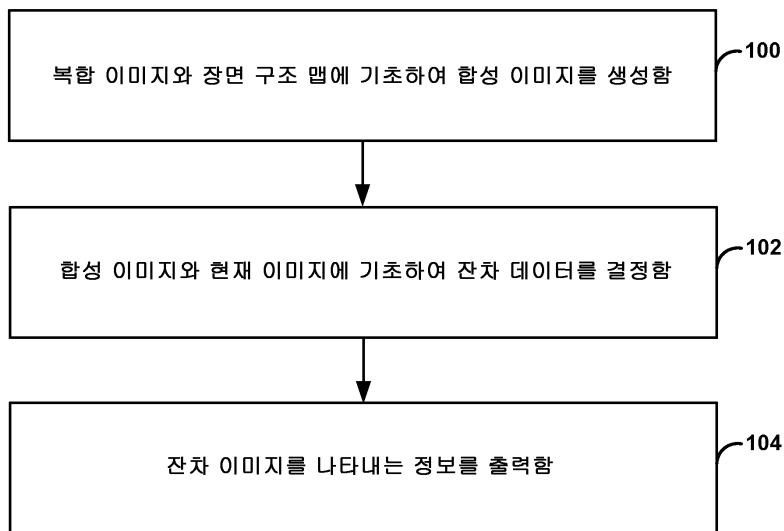 복합 이미지와 장면 구조 맵에 기초하여 합성 이미지를 생성함
100
합성 이미지와 현재 이미지에 기초하여 잔차 데이터를 결정함
102
잔차 이미지를 나타내는 정보를 출력함
104